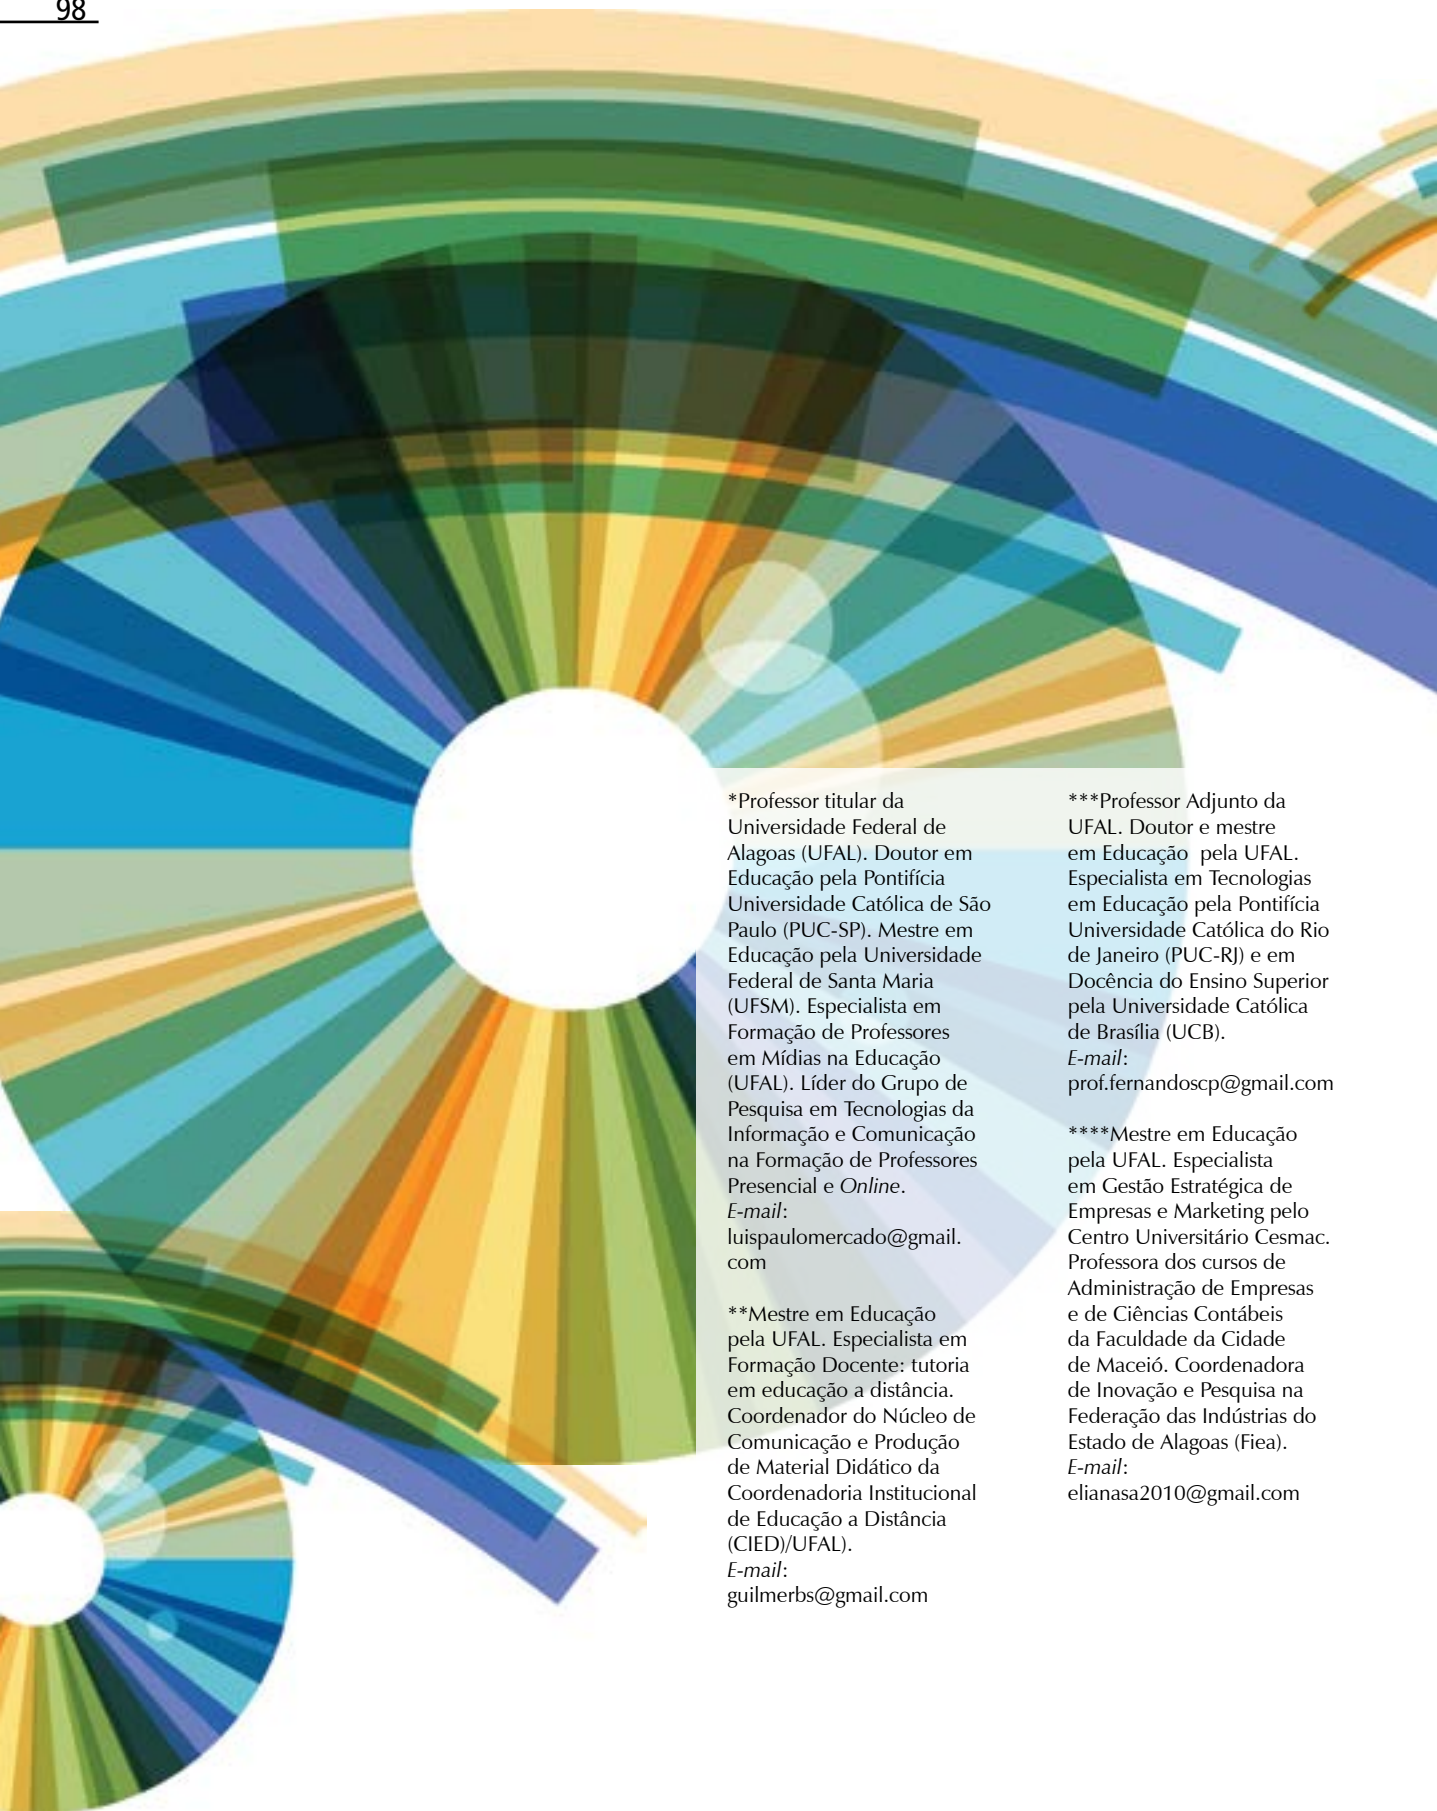 98
*Professor titular da
Universidade Federal de
Alagoas (UFAL). Doutor em
Educação pela Pontifícia
Universidade Católica de São
Paulo (PUC-SP). Mestre em
Educação pela Universidade
Federal de Santa Maria
(UFSM). Especialista em
Formação de Professores
em Mídias na Educação
(UFAL). Líder do Grupo de
Pesquisa em Tecnologias da
Informação e Comunicação
na Formação de Professores
Presencial e Online.
E-mail:
luispaulomercado@gmail.
com
**Mestre em Educação
pela UFAL. Especialista em
Formação Docente: tutoria
em educação a distância.
Coordenador do Núcleo de
Comunicação e Produção
de Material Didático da
Coordenadoria Institucional
de Educação a Distância
(CIED)/UFAL).
E-mail:
guilmerbs@gmail.com
***Professor Adjunto da
UFAL. Doutor e mestre
em Educação  pela UFAL.
Especialista em Tecnologias
em Educação pela Pontifícia
Universidade Católica do Rio
de Janeiro (PUC-RJ) e em
Docência do Ensino Superior
pela Universidade Católica
de Brasília (UCB).
E-mail:
prof.fernandoscp@gmail.com
****Mestre em Educação
pela UFAL. Especialista
em Gestão Estratégica de
Empresas e Marketing pelo
Centro Universitário Cesmac.
Professora dos cursos de
Administração de Empresas
e de Ciências Contábeis
da Faculdade da Cidade
de Maceió. Coordenadora
de Inovação e Pesquisa na
Federação das Indústrias do
Estado de Alagoas (Fiea).
E-mail:
elianasa2010@gmail.com